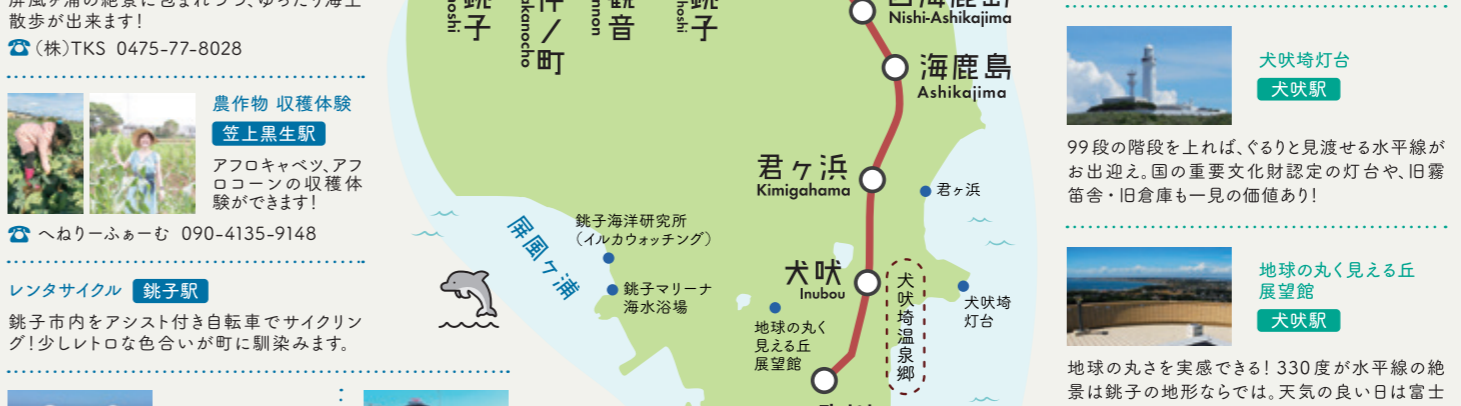 散歩が出来ます!
☎(株)TKS 0475-77-8028
農作物 収穫体験
笠上黒生駅
アフロキャベツ、アフ
ロコーンの収穫体
験ができます!
☎ へねりーふぁーむ 090-4135-9148
レンタサイクル 銚子駅
銚子市内をアシスト付き自転車でサイクリン
グ!少しレトロな色合いが町に馴染みます。
銚子
oshi
仲ノ町
akanocho
観音
nnon
銚子
hoshi
Nishi-Ashikajima
海鹿島
Ashikajima
君ヶ浜
Kimigahama
君ヶ浜
屏風ヶ浦
銚子海洋研究所
(イルカウォッチング)
銚子マリーナ
海水浴場
犬吠
Inubou
犬吠埼温泉郷
犬吠埼
灯台
地球の丸く
見える丘
展望館
犬吠埼灯台
犬吠駅
99段の階段を上れば、ぐるりと見渡せる水平線が
お出迎え。国の重要文化財認定の灯台や、旧霧
笛舎・旧倉庫も一見の価値あり!
地球の丸く見える丘
展望館
犬吠駅
地球の丸さを実感できる!330度が水平線の絶
景は銚子の地形ならでは。天気の良い日は富士